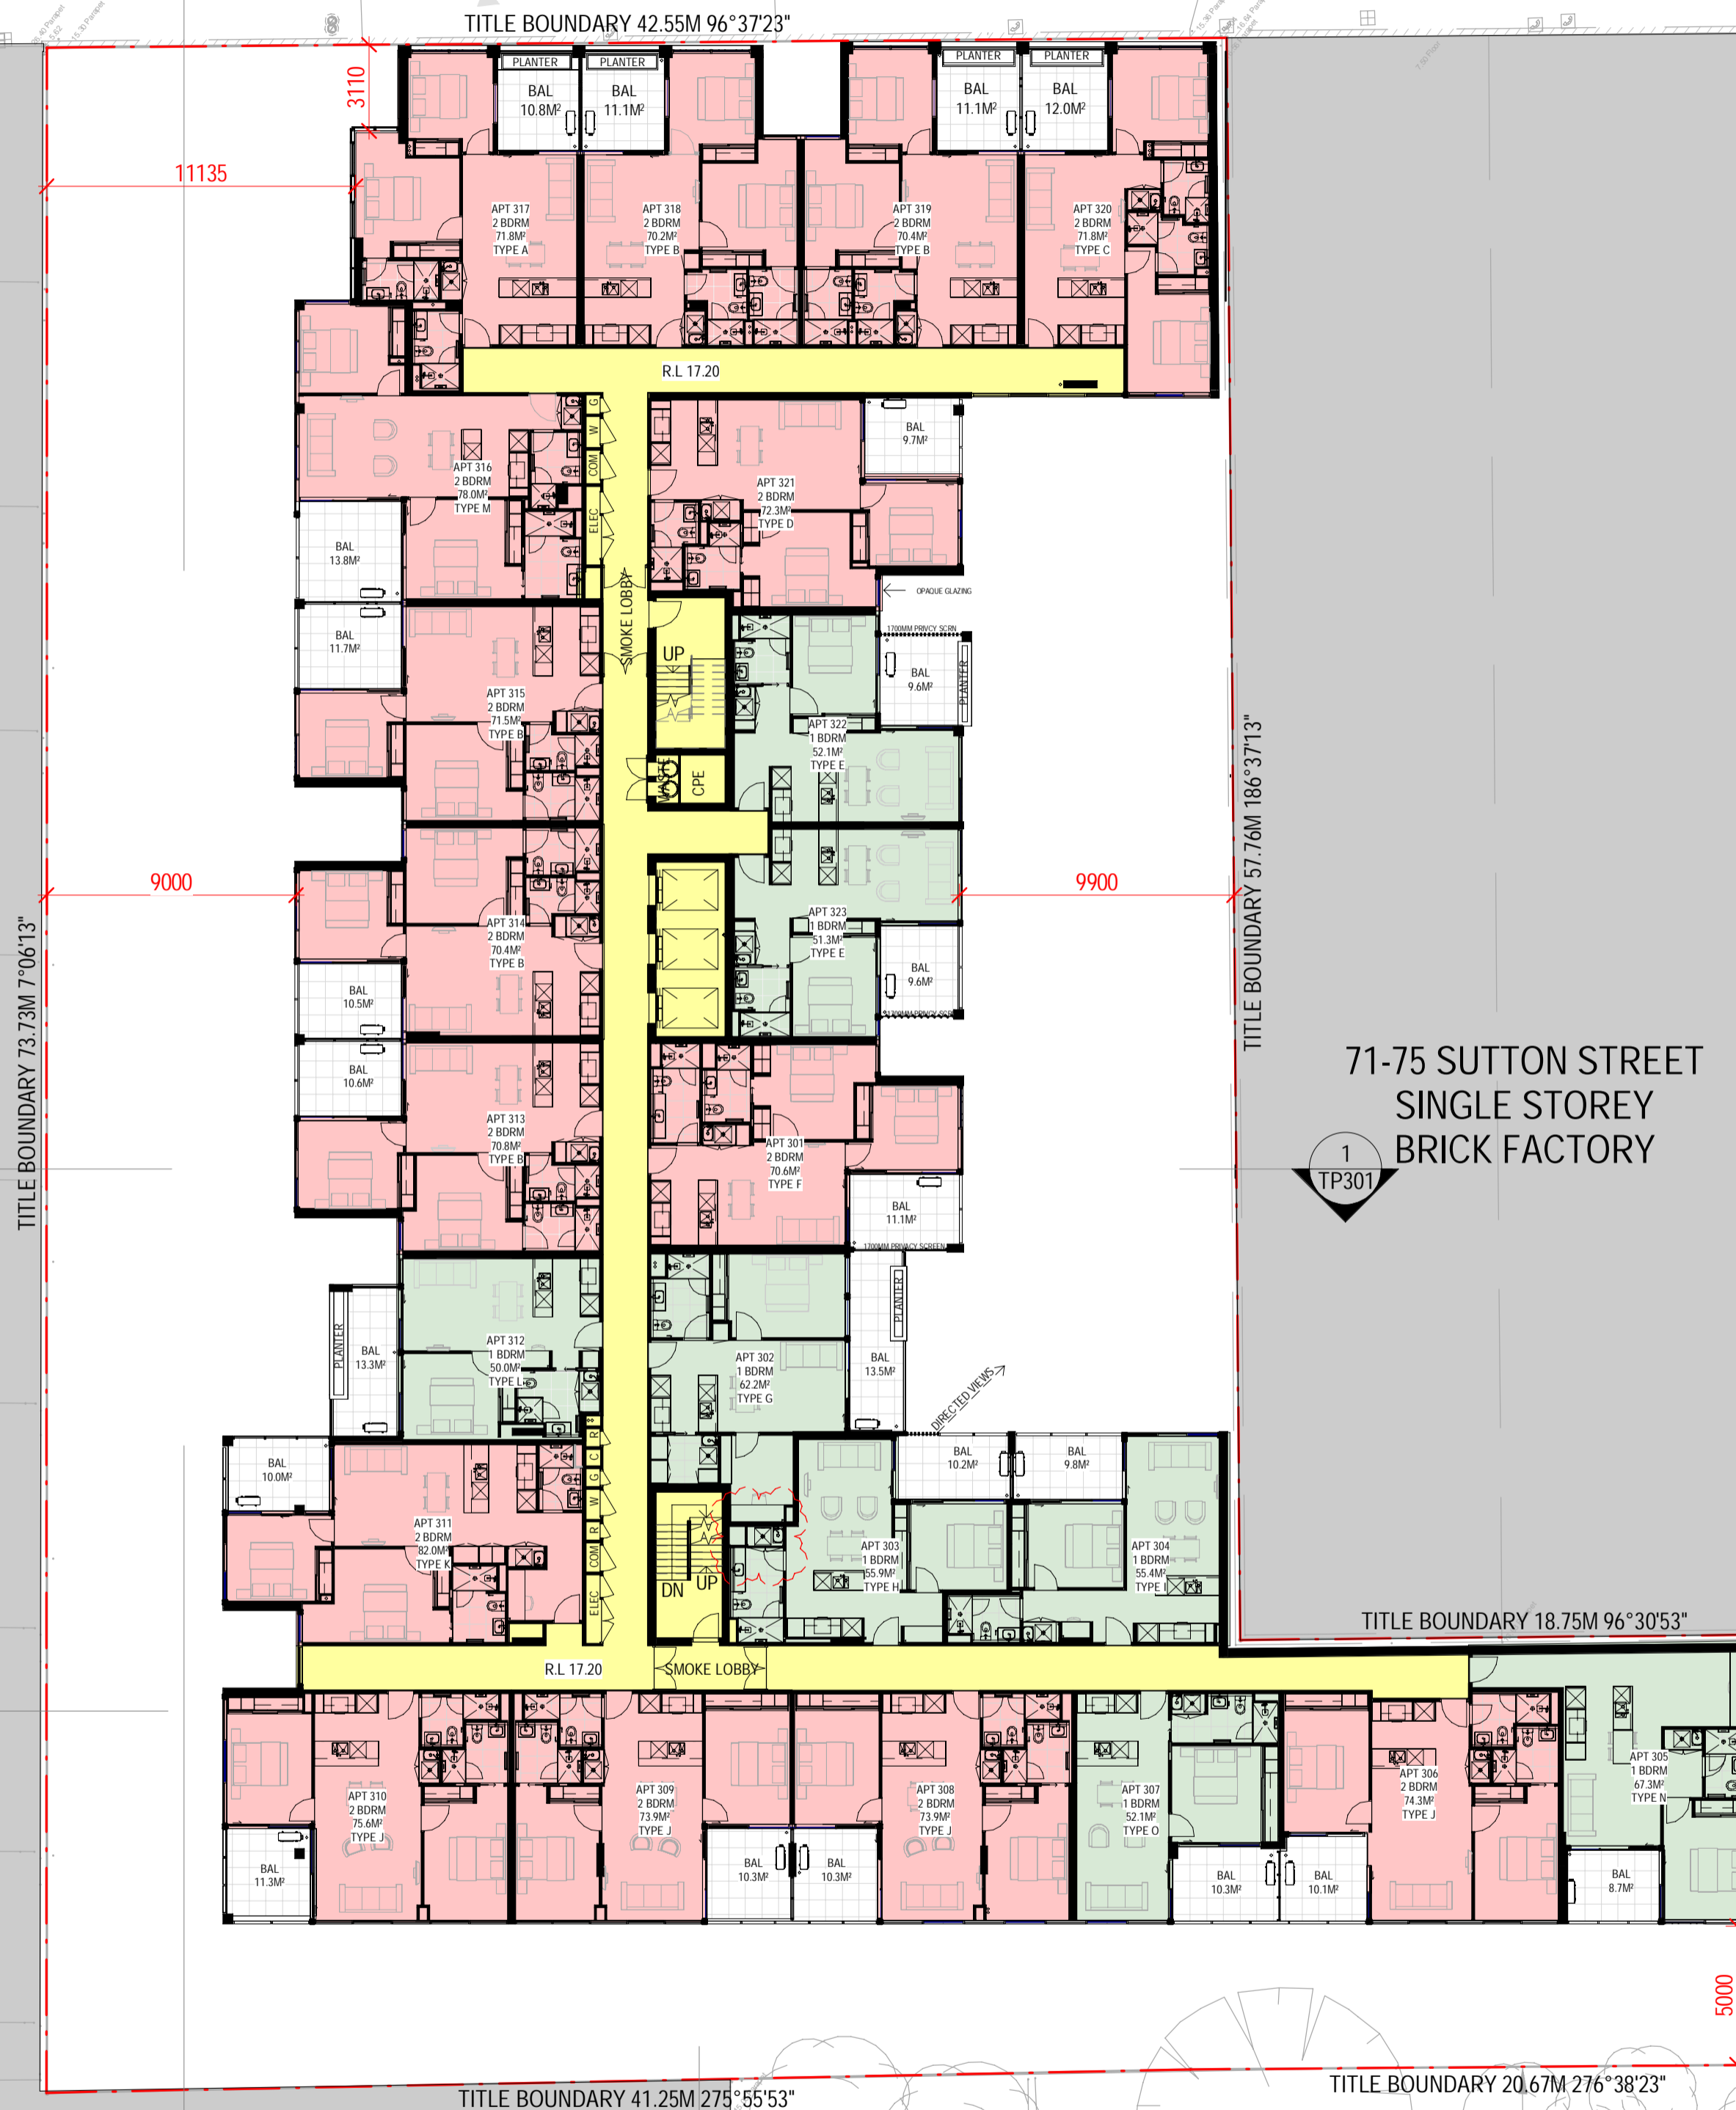 TITLE BOUNDARY 42.55M 96°37'23"
3110
11135
PLANTER
PLANTER
PLANTER
PLANTER
BAL
10.8M²
BAL
11.1M²
BAL
11.1M²
BAL
12.0M²
APT 317
2 BDRM
71.8M²
TYPE A
APT 318
2 BDRM
70.2M²
TYPE B
APT 319
2 BDRM
70.4M²
TYPE B
APT 320
2 BDRM
71.8M²
TYPE C
R.L 17.20
G
W
COM
ELEC
APT 316
2 BDRM
78.0M²
TYPE M
BAL
13.8M²
APT 321
2 BDRM
72.3M²
TYPE D
BAL
9.7M²
OPAQUE GLAZING
SMOKE LOBBY
UP
BAL
11.7M²
APT 315
2 BDRM
71.5M²
TYPE B
1700MM PRIVCY SCRN
BAL
9.6M²
PLANTER
APT 322
1 BDRM
52.1M²
TYPE E
WASTE
CPE
TITLE BOUNDARY 57.76M 186°37'13"
9000
9900
TITLE BOUNDARY 73.73M 7°06'13"
APT 314
2 BDRM
70.4M²
TYPE B
BAL
10.5M²
APT 323
1 BDRM
51.3M²
TYPE E
BAL
9.6M²
BAL
10.6M²
APT 313
2 BDRM
70.8M²
TYPE B
APT 301
2 BDRM
70.6M²
TYPE F
BAL
11.1M²
1700MM PRIVACY SCREEN
71-75 SUTTON STREET
SINGLE STOREY
BRICK FACTORY
1
TP301
PLANTER
BAL
13.3M²
APT 312
1 BDRM
50.0M²
TYPE L
APT 302
1 BDRM
62.2M²
TYPE G
PLANTER
BAL
13.5M²
DIRECTED VIEWS
BAL
10.0M²
APT 311
2 BDRM
82.0M²
TYPE K
R
C
G
W
R
COM
ELEC
DN
UP
BAL
10.2M²
BAL
9.8M²
APT 303
1 BDRM
55.9M²
TYPE H
APT 304
1 BDRM
55.4M²
TYPE I
TITLE BOUNDARY 18.75M 96°30'53"
R.L 17.20
SMOKE LOBBY
APT 310
2 BDRM
75.6M²
TYPE J
APT 309
2 BDRM
73.9M²
TYPE J
APT 308
2 BDRM
73.9M²
TYPE J
APT 307
1 BDRM
52.1M²
TYPE O
APT 306
2 BDRM
74.3M²
TYPE J
APT 305
1 BDRM
67.3M²
TYPE N
BAL
11.3M²
BAL
10.3M²
BAL
10.3M²
BAL
10.3M²
BAL
10.1M²
BAL
8.7M²
5000
TITLE BOUNDARY 41.25M 275°55'53"
TITLE BOUNDARY 20.67M 276°38'23"